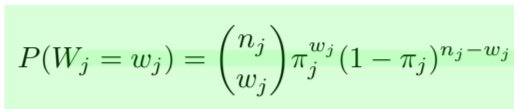 $P(W_j = w_j) = \binom{n_j}{w_j} \pi_j^{w_j} (1 - \pi_j)^{n_j - w_j}$